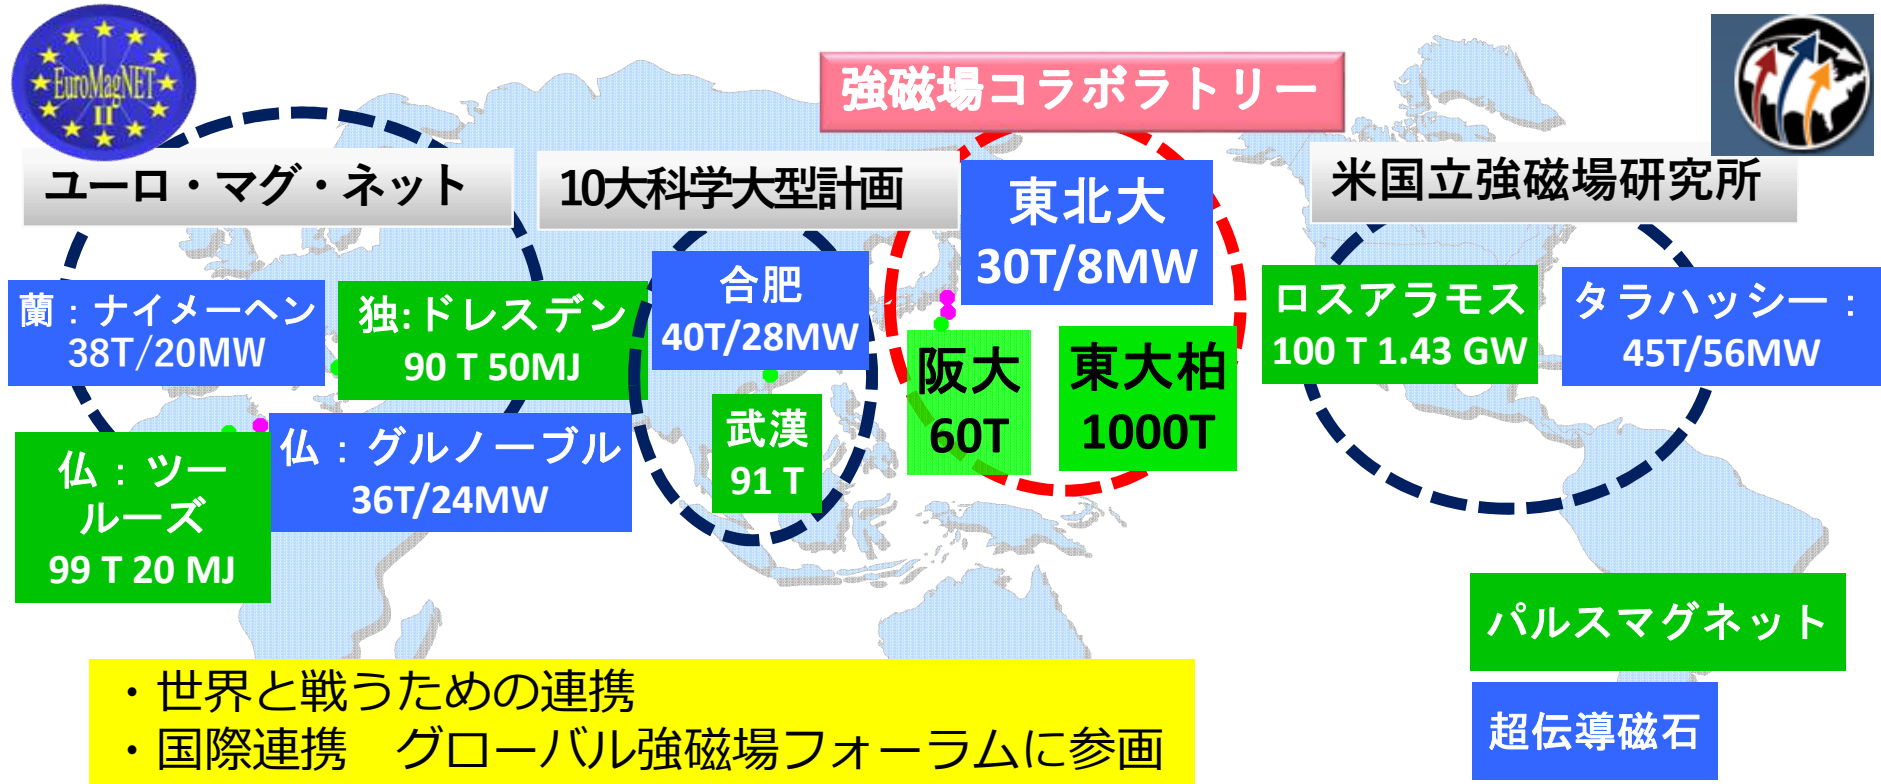 EuroMagNET
II
強磁場コラボラトリー
ユーロ・マグ・ネット
10大科学大型計画
東北大
30T/8MW
米国立強磁場研究所
蘭：ナイメーヘン
38T/20MW
独:ドレスデン
90 T 50MJ
合肥
40T/28MW
ロスアラモス
100 T 1.43 GW
タラハッシー：
45T/56MW
阪大
60T
東大柏
1000T
武漢
91 T
仏：ツー
ルーズ
99 T 20 MJ
仏：グルノーブル
36T/24MW
パルスマグネット
超伝導磁石
・世界と戦うための連携
・国際連携　グローバル強磁場フォーラムに参画